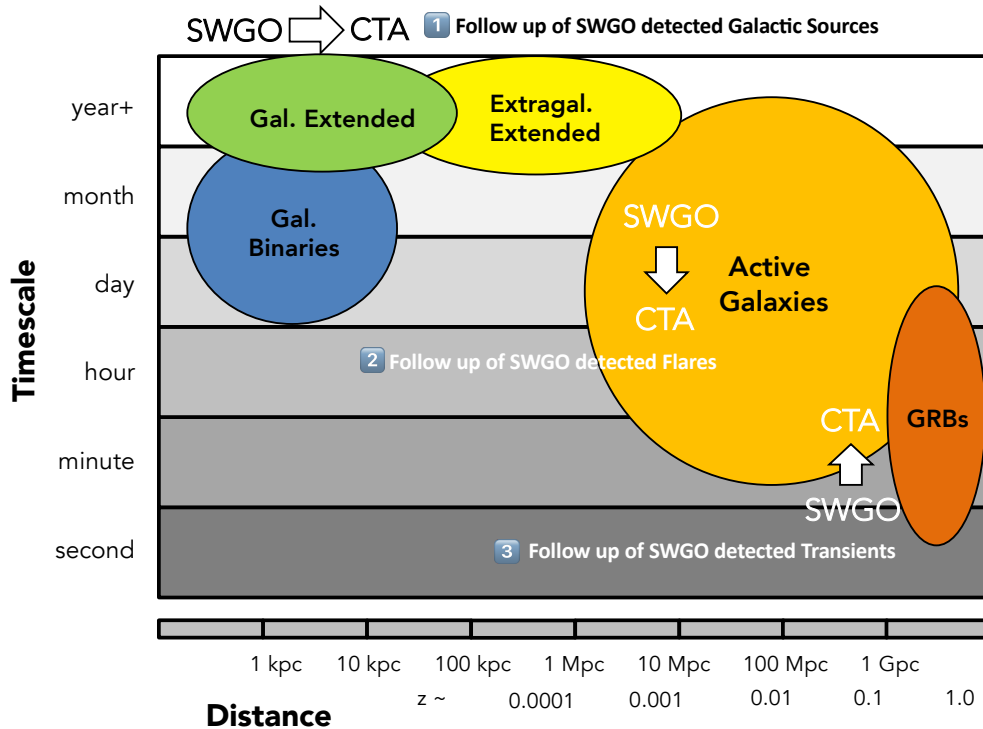 SWGO CTA 1 Follow up of SWGO detected Galactic Sources
year+
Gal. Extended
Extragal.
Extended
month
Gal.
Binaries
SWGO
day
Active
Galaxies
CTA
hour
2 Follow up of SWGO detected Flares
CTA
GRBs
minute
SWGO
second
3 Follow up of SWGO detected Transients
Timescale
1 kpc 10 kpc 100 kpc 1 Mpc 10 Mpc 100 Mpc 1 Gpc
z ~ 0.0001 0.001 0.01 0.1 1.0
Distance